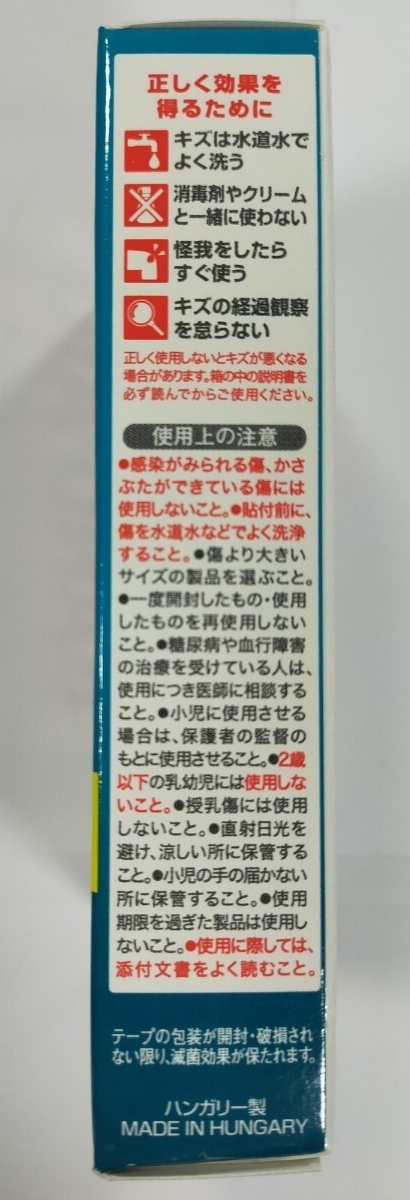 正しく効果を
得るために
キズは水道水で
よく洗う
消毒剤やクリーム
と一緒に使わない
怪我をしたら
すぐ使う
キズの経過観察
を怠らない
正しく使用しないとキズが悪くなる
場合があります。箱の中の説明書を
必ず読んでからご使用ください。
使用上の注意
●感染がみられる傷、かさ
ぶたができている傷には
使用しないこと。●貼付前に、
傷を水道水などでよく洗浄
すること。●傷より大きい
サイズの製品を選ぶこと。
●一度開封したもの・使用
したものを再使用しない
こと。●糖尿病や血行障害
の治療を受けている人は、
使用につき医師に相談する
こと。●小児に使用させる
場合は、保護者の監督の
もとに使用させること。●2歳
以下の乳幼児には使用しな
いこと。●授乳傷には使用
しないこと。●直射日光を
避け、涼しい所に保管する
こと。●小児の手の届かない
所に保管すること。●使用
期限を過ぎた製品は使用し
ないこと。●使用に際しては、
添付文書をよく読むこと。
テープの包装が開封・破損され
ない限り、滅菌効果が保たれます。
ハンガリー製
MADE IN HUNGARY